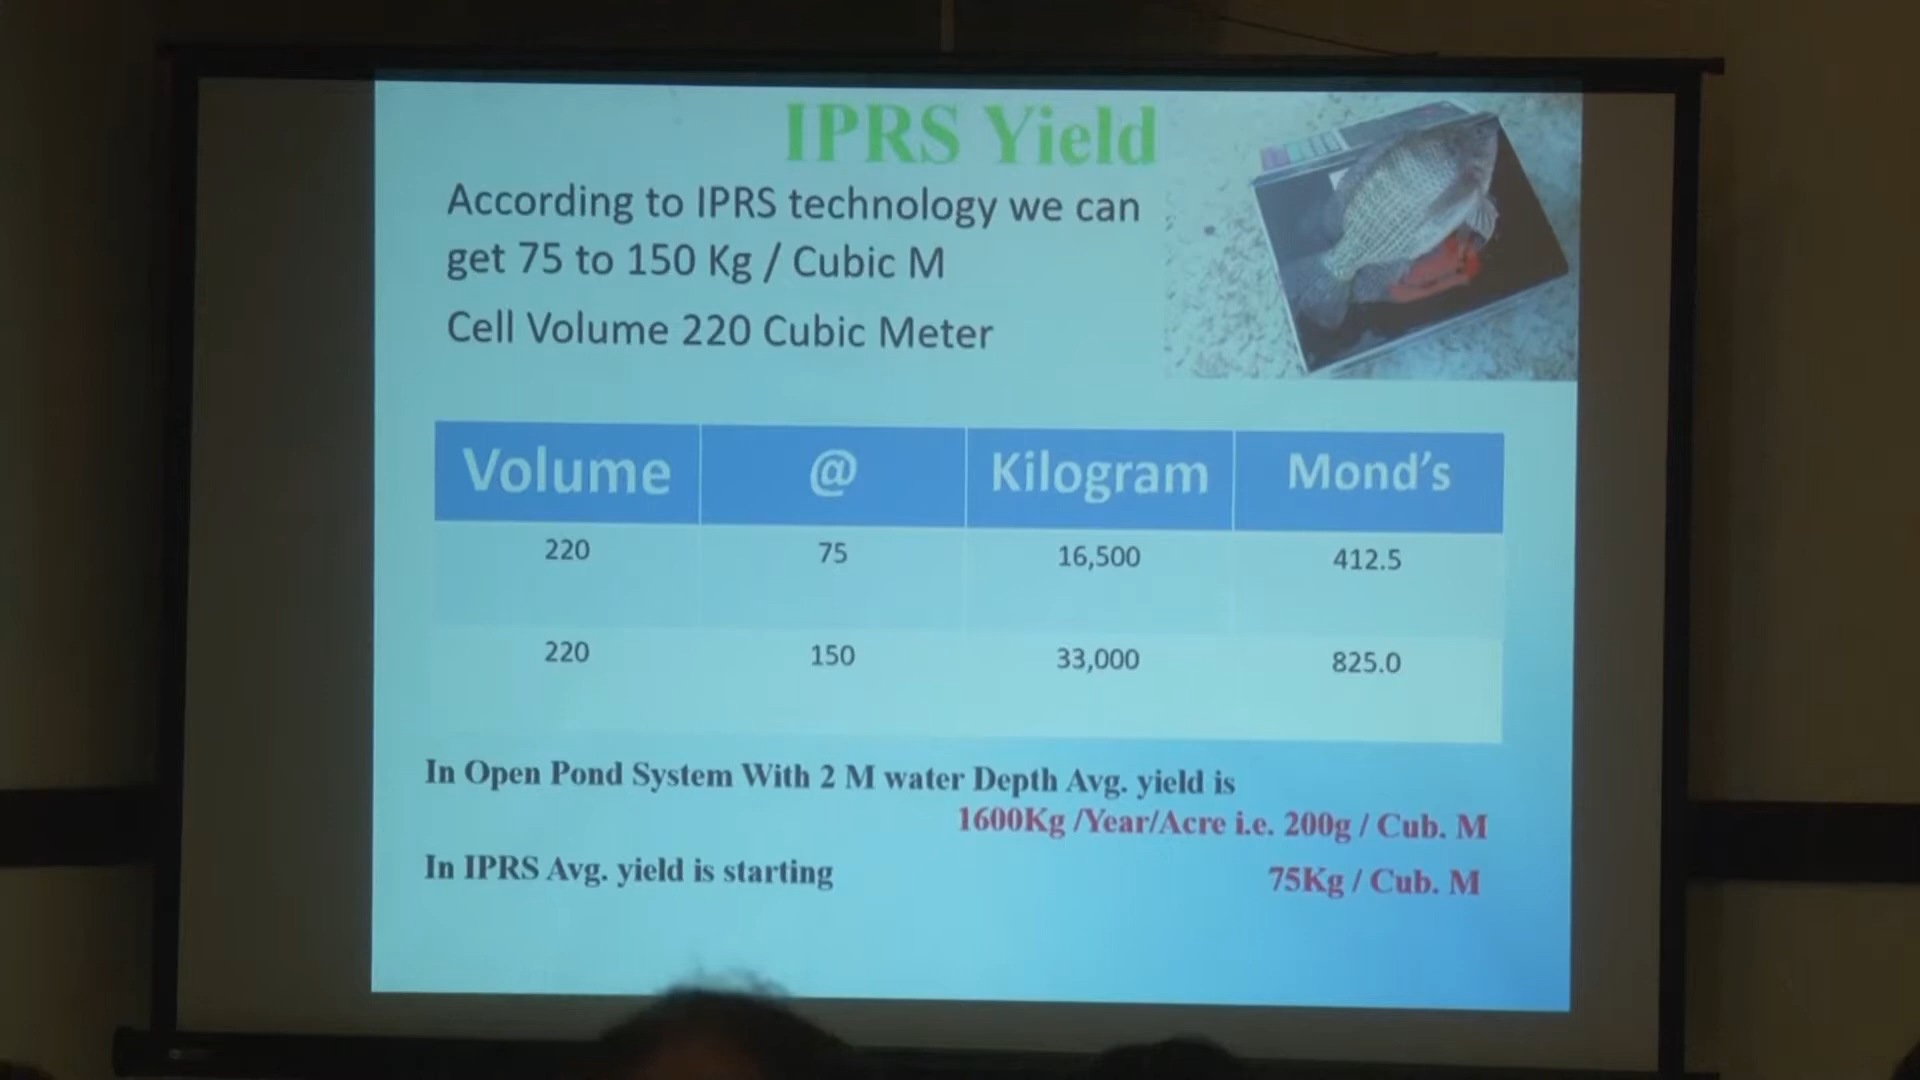 IPRS Yield
According to IPRS technology we can
get 75 to 150 Kg / Cubic M
Cell Volume 220 Cubic Meter
Volume @ Kilogram Mond's
220 75 16,500 412.5
220 150 33,000 825.0
In Open Pond System With 2 M water Depth Avg. yield is
1600Kg /Year/Acre i.e. 200g / Cub. M
In IPRS Avg. yield is starting 75Kg / Cub. M